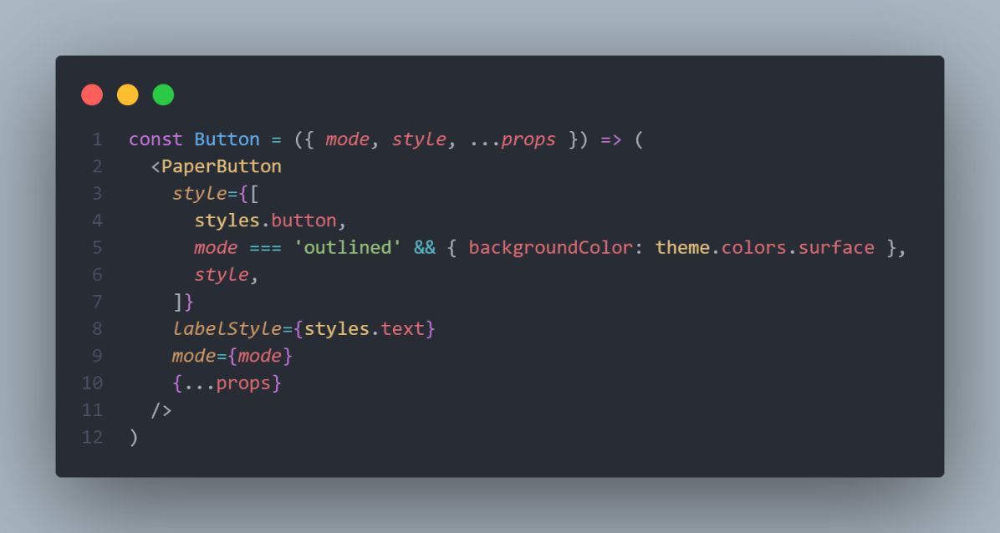 1 const Button = ({ mode, style, ...props }) => (
2   <PaperButton
3     style={[
4       styles.button,
5       mode === 'outlined' && { backgroundColor: theme.colors.surface },
6       style,
7     ]}
8     labelStyle={styles.text}
9     mode={mode}
10     {...props}
11   />
12 )